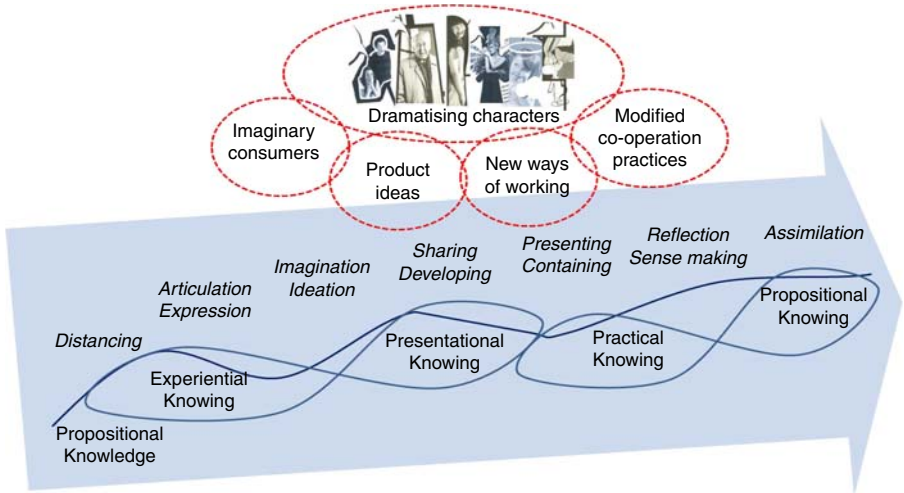 Dramatising characters
Imaginary
consumers
Product
ideas
New ways
of working
Modified
co-operation
practices
Distancing
Articulation
Expression
Imagination
Ideation
Sharing
Developing
Presenting
Containing
Reflection
Sense making
Assimilation
Propositional
Knowledge
Experiential
Knowing
Presentational
Knowing
Practical
Knowing
Propositional
Knowing